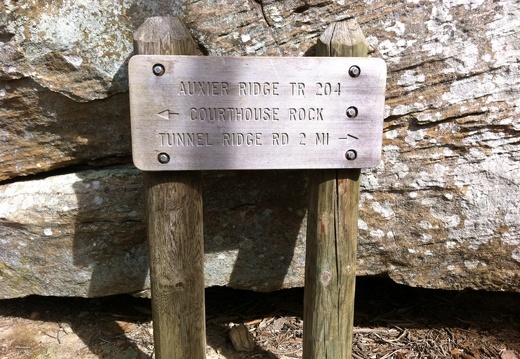 AUXIER RIDGE TR 204
← COURTHOUSE ROCK
TUNNEL RIDGE RD 2 MI →